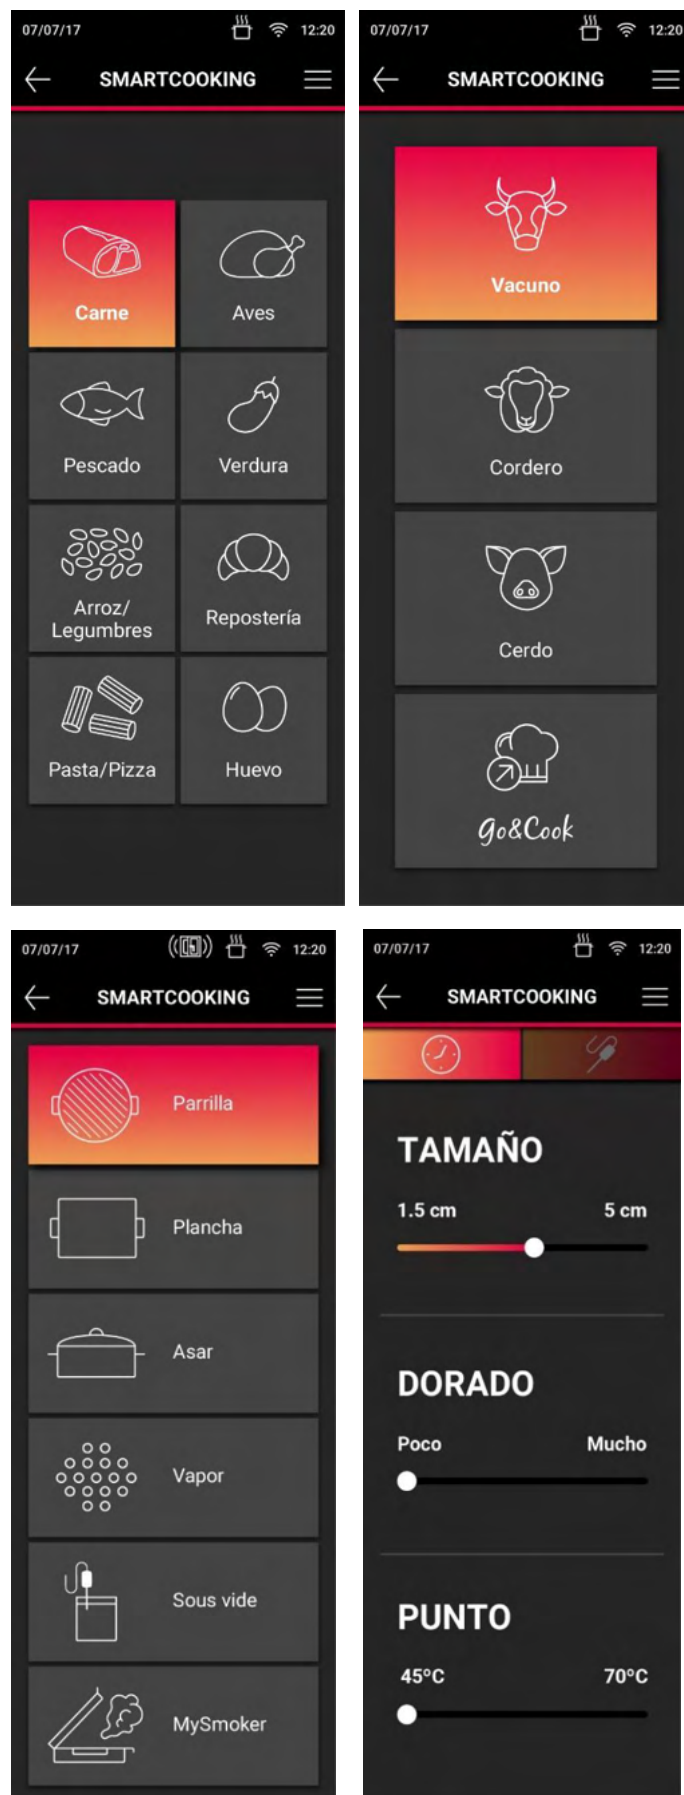 07/07/17 12:20
SMARTCOOKING
Carne Aves
Pescado Verdura
Arroz/
Legumbres
Repostería
Pasta/Pizza Huevo
07/07/17 12:20
SMARTCOOKING
Vacuno
Cordero
Cerdo
Go&Cook
07/07/17 12:20
SMARTCOOKING
Parrilla
Plancha
Asar
Vapor
Sous vide
MySmoker
07/07/17 12:20
SMARTCOOKING
TAMAÑO
1.5 cm 5 cm
DORADO
Poco Mucho
PUNTO
45ºC 70ºC